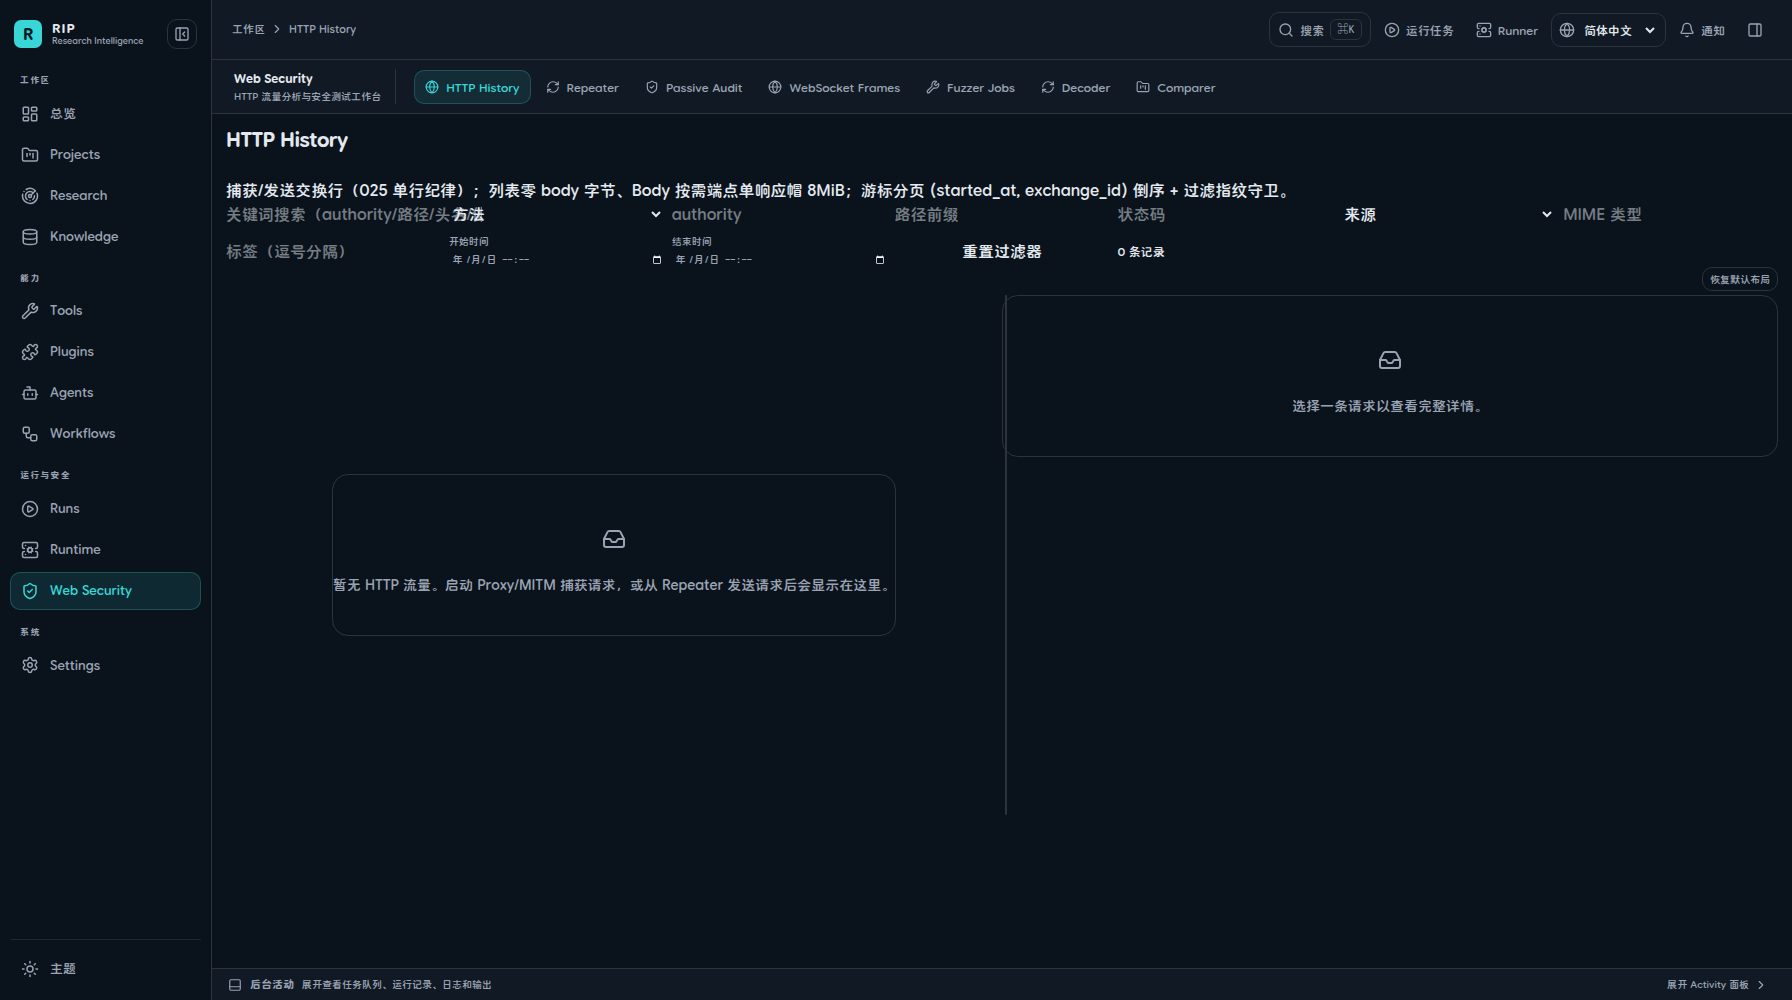 R
RIP
Research Intelligence
工作区
总览
Projects
Research
Knowledge
能力
Tools
Plugins
Agents
Workflows
运行与安全
Runs
Runtime
Web Security
系统
Settings
主题
工作区 > HTTP History
搜索 ⌘K
运行任务
Runner
简体中文
通知
Web Security
HTTP 流量分析与安全测试工作台
HTTP History
Repeater
Passive Audit
WebSocket Frames
Fuzzer Jobs
Decoder
Comparer
HTTP History
捕获/发送交换行（025 单行纪律）；列表零 body 字节、Body 按需端点单响应帽 8MiB；游标分页 (started_at, exchange_id) 倒序 + 过滤指纹守卫。
关键词搜索（authority/路径/头 方法 authority 路径前缀 状态码 来源 MIME 类型
标签（逗号分隔）
开始时间
年 /月/日 --:--
结束时间
年 /月/日 --:--
重置过滤器
0 条记录
恢复默认布局
选择一条请求以查看完整详情。
暂无 HTTP 流量。启动 Proxy/MITM 捕获请求，或从 Repeater 发送请求后会显示在这里。
后台活动 展开查看任务队列、运行记录、日志和输出
展开 Activity 面板